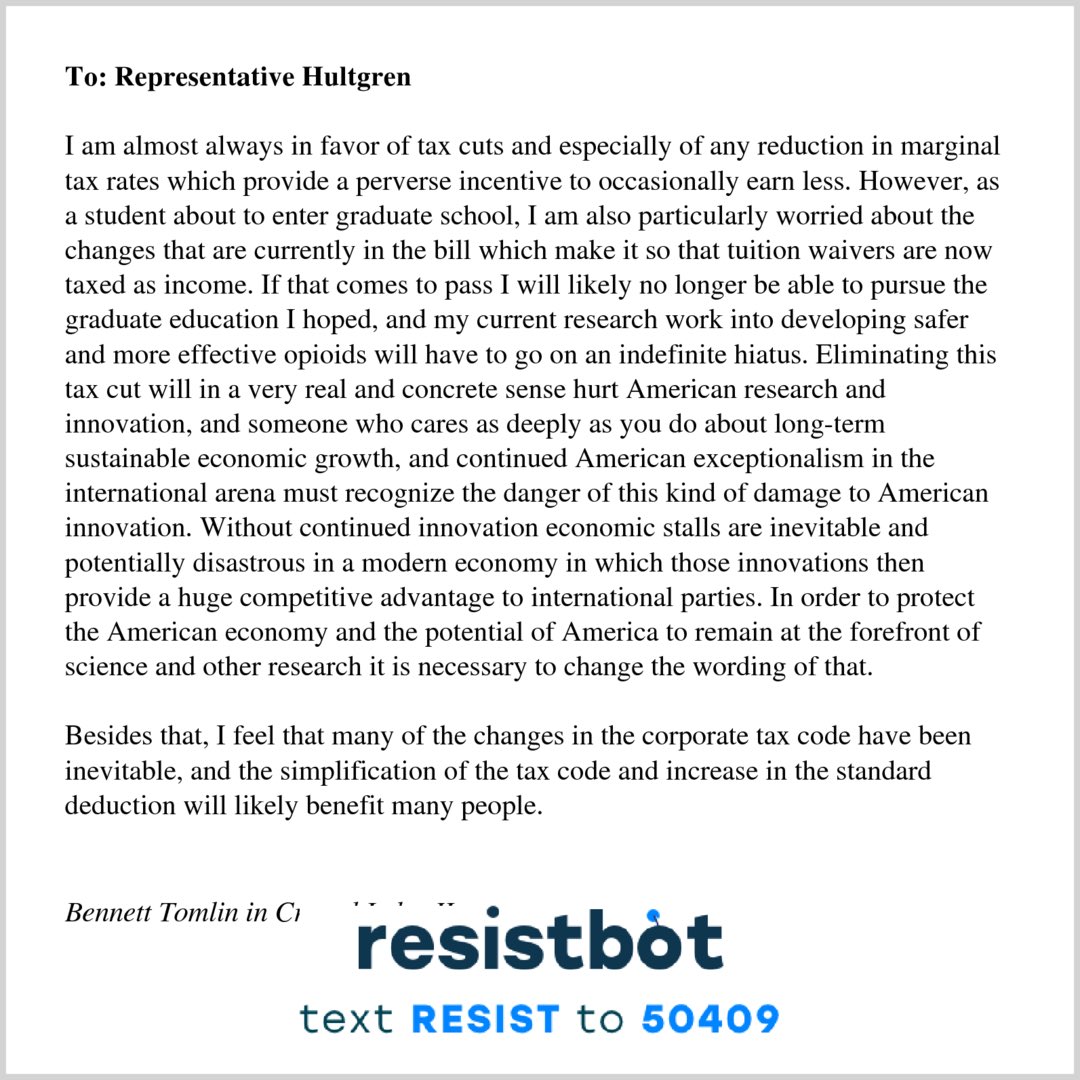 To: Representative Hultgren
I am almost always in favor of tax cuts and especially of any reduction in marginal
tax rates which provide a perverse incentive to occasionally earn less. However, as
a student about to enter graduate school, I am also particularly worried about the
changes that are currently in the bill which make it so that tuition waivers are now
taxed as income. If that comes to pass I will likely no longer be able to pursue the
graduate education I hoped, and my current research work into developing safer
and more effective opioids will have to go on an indefinite hiatus. Eliminating this
tax cut will in a very real and concrete sense hurt American research and
innovation, and someone who cares as deeply as you do about long-term
sustainable economic growth, and continued American exceptionalism in the
international arena must recognize the danger of this kind of damage to American
innovation. Without continued innovation economic stalls are inevitable and
potentially disastrous in a modern economy in which those innovations then
provide a huge competitive advantage to international parties. In order to protect
the American economy and the potential of America to remain at the forefront of
science and other research it is necessary to change the wording of that.
Besides that, I feel that many of the changes in the corporate tax code have been
inevitable, and the simplification of the tax code and increase in the standard
deduction will likely benefit many people.
Bennett Tomlin in
resistbot
text RESIST to 50409